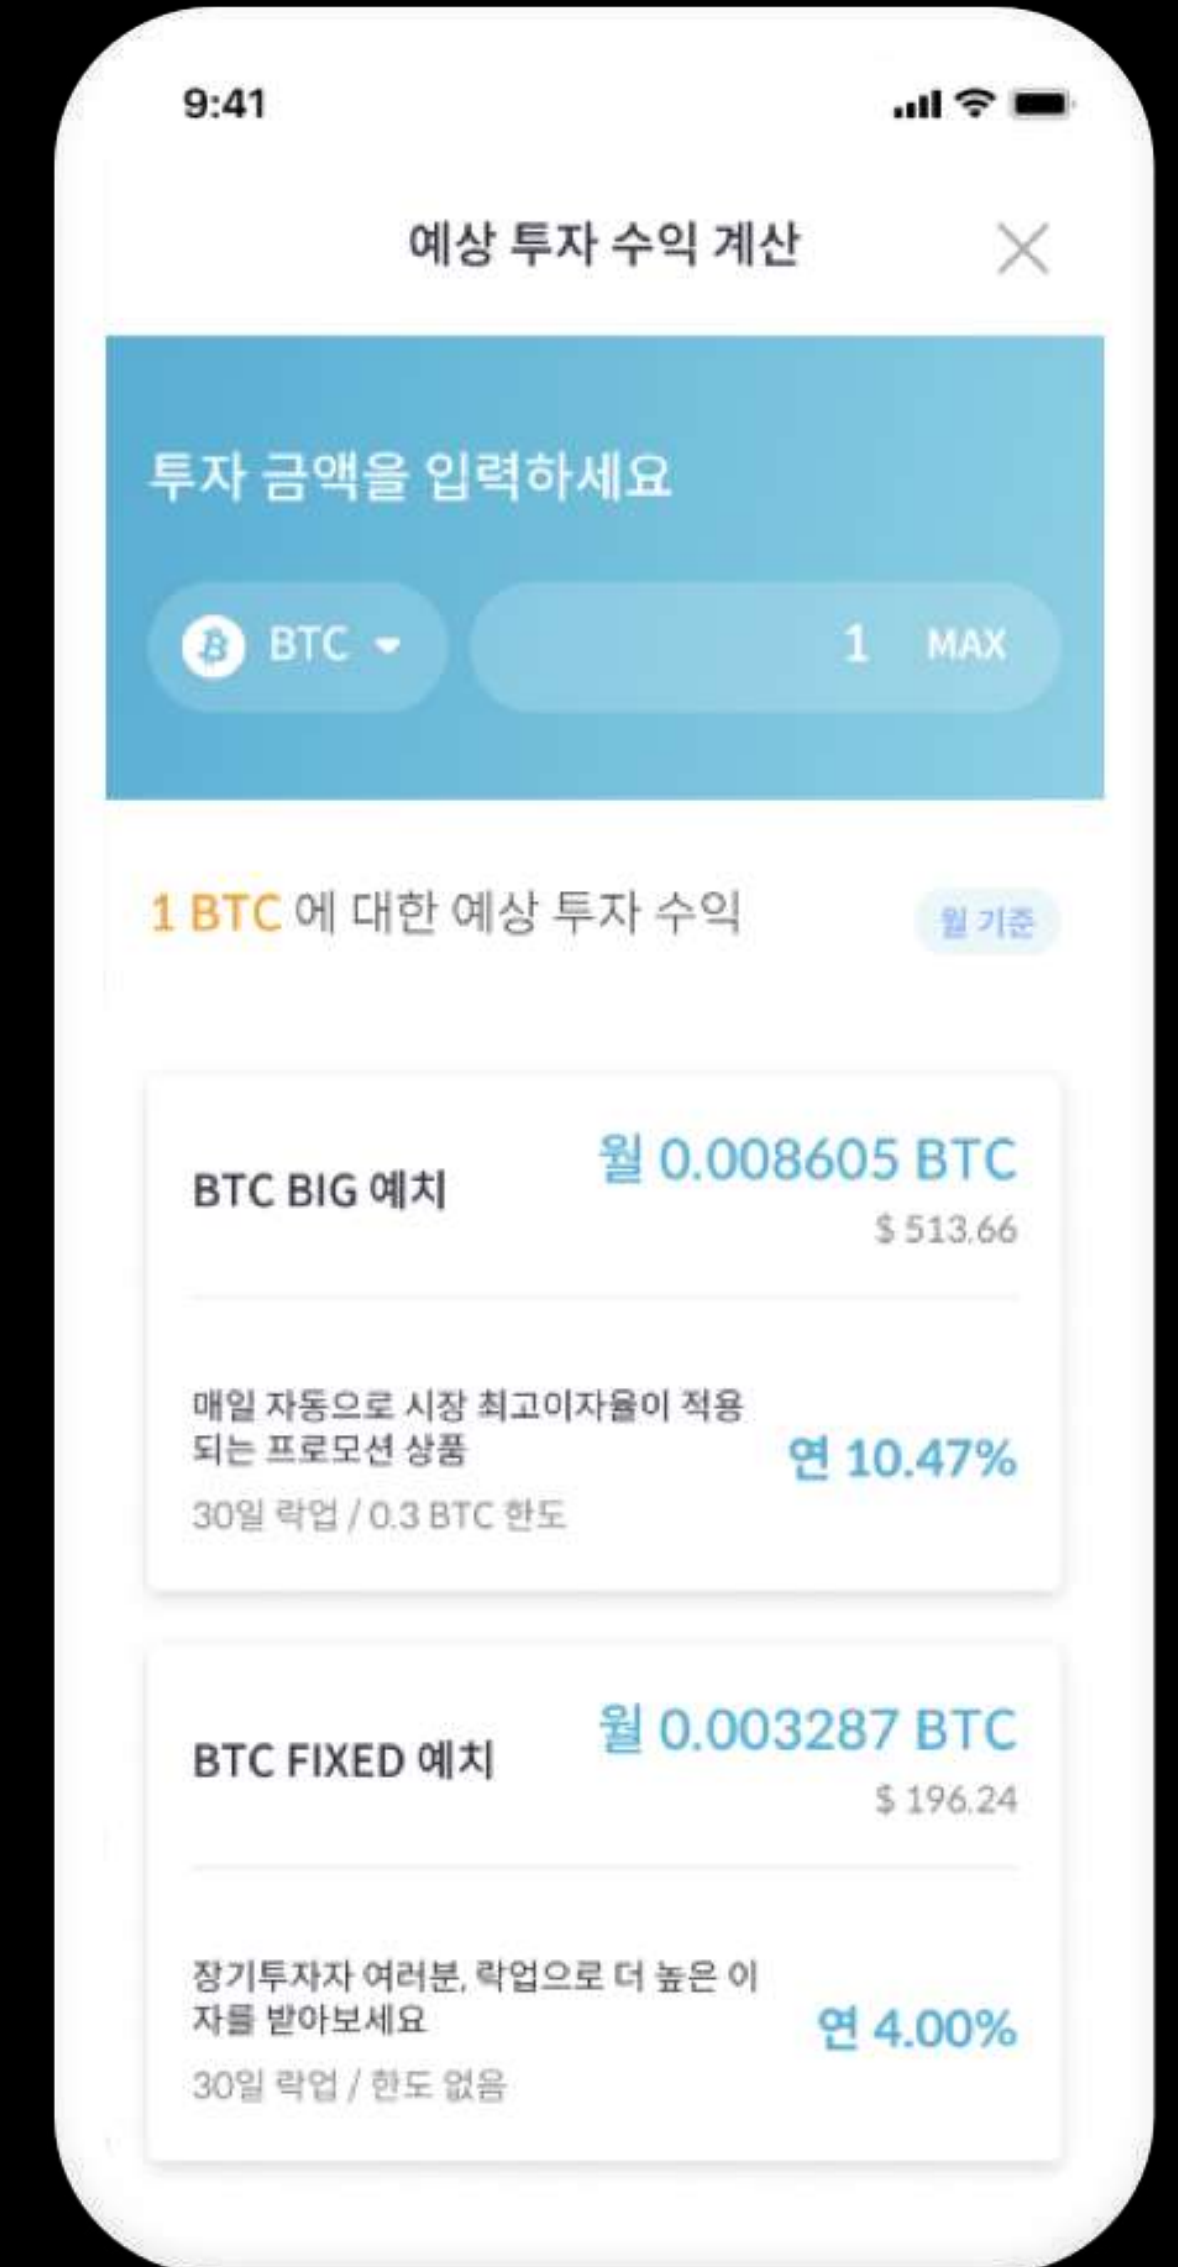 9:41
예상 투자 수익 계산
투자 금액을 입력하세요
BTC
1 MAX
1 BTC 에 대한 예상 투자 수익
월 기준
BTC BIG 예치
월 0.008605 BTC
$ 513.66
매일 자동으로 시장 최고이자율이 적용
되는 프로모션 상품
연 10.47%
30일 락업 / 0.3 BTC 한도
BTC FIXED 예치
월 0.003287 BTC
$ 196.24
장기투자자 여러분, 락업으로 더 높은 이
자를 받아보세요
연 4.00%
30일 락업 / 한도 없음